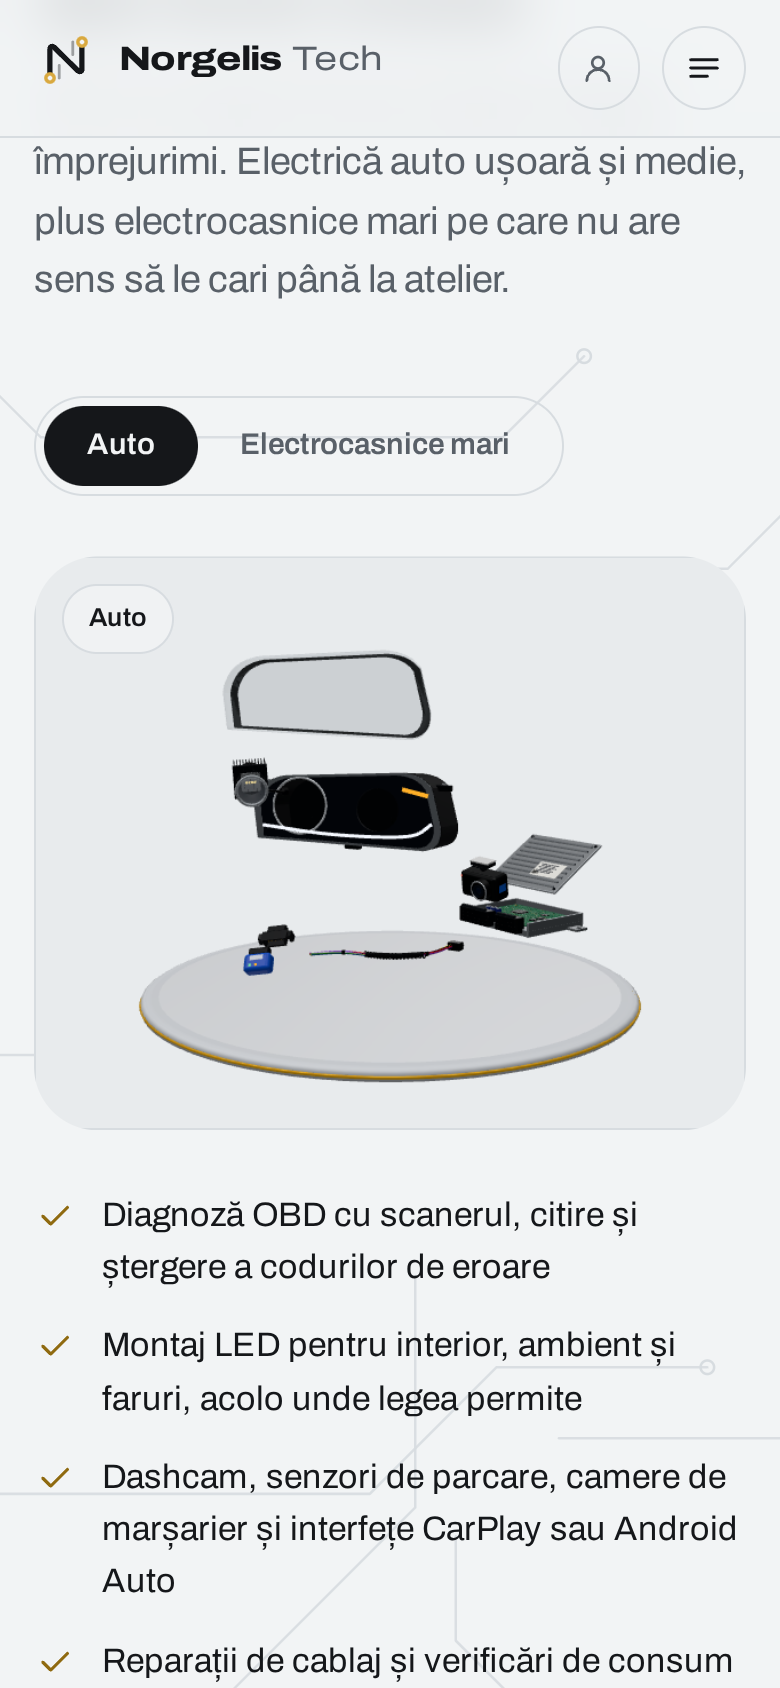 Norgelis Tech
împrejurimi. Electrică auto ușoară și medie,
plus electrocasnice mari pe care nu are
sens să le cari până la atelier.
Auto
Electrocasnice mari
Auto
Diagnoză OBD cu scanerul, citire și
ștergere a codurilor de eroare
Montaj LED pentru interior, ambient și
faruri, acolo unde legea permite
Dashcam, senzori de parcare, camere de
marșarier și interfețe CarPlay sau Android
Auto
Reparații de cablaj și verificări de consum